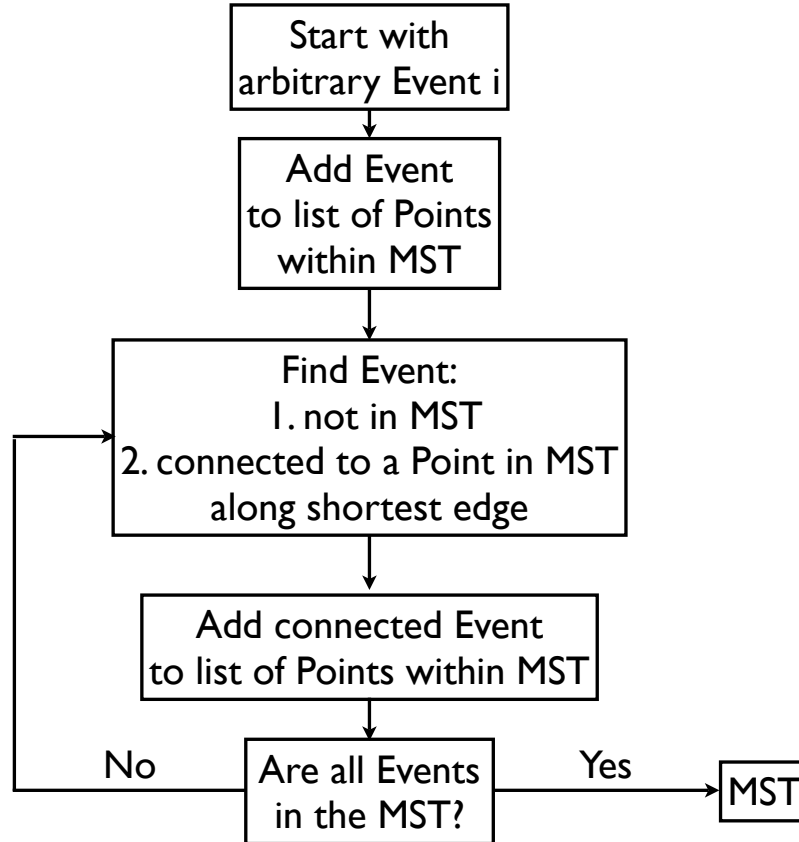 Start with
arbitrary Event i
Add Event
to list of Points
within MST
Find Event:
1. not in MST
2. connected to a Point in MST
along shortest edge
Add connected Event
to list of Points within MST
No
Are all Events
in the MST?
Yes
MST